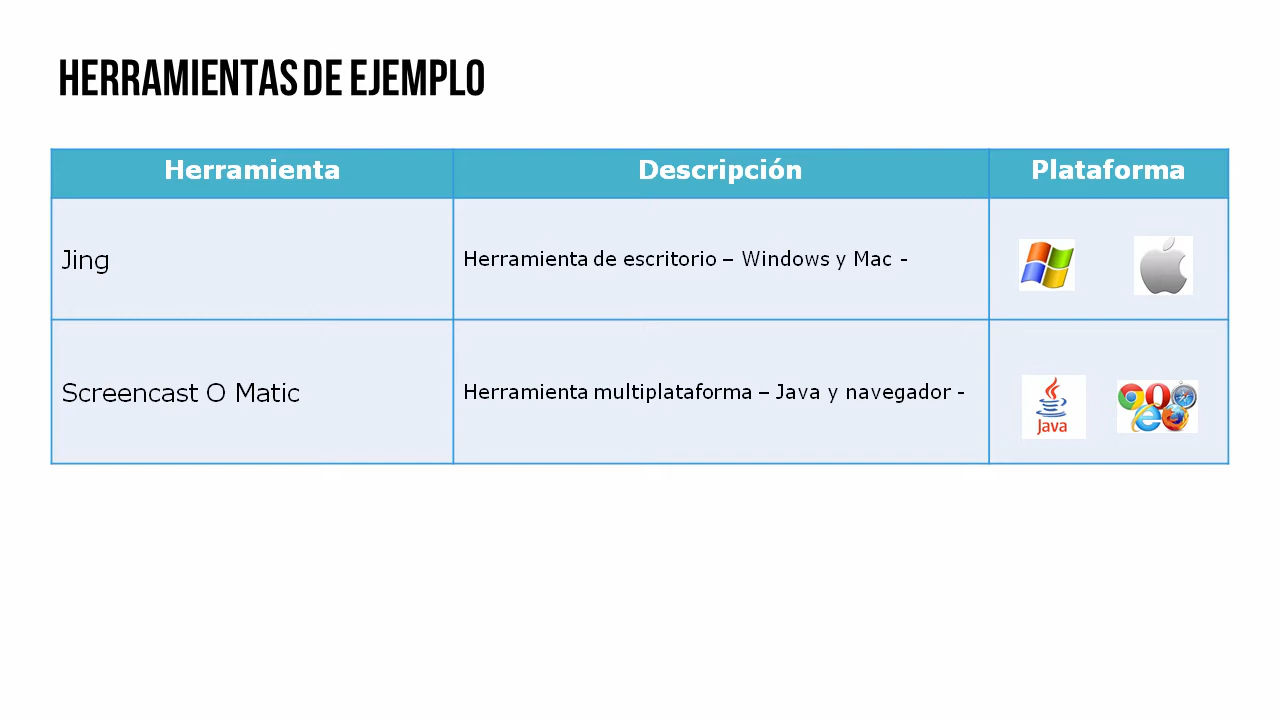 HERRAMIENTAS DE EJEMPLO
Herramienta
Descripción
Plataforma
Jing
Herramienta de escritorio – Windows y Mac -
Screencast O Matic
Herramienta multiplataforma – Java y navegador -
Java